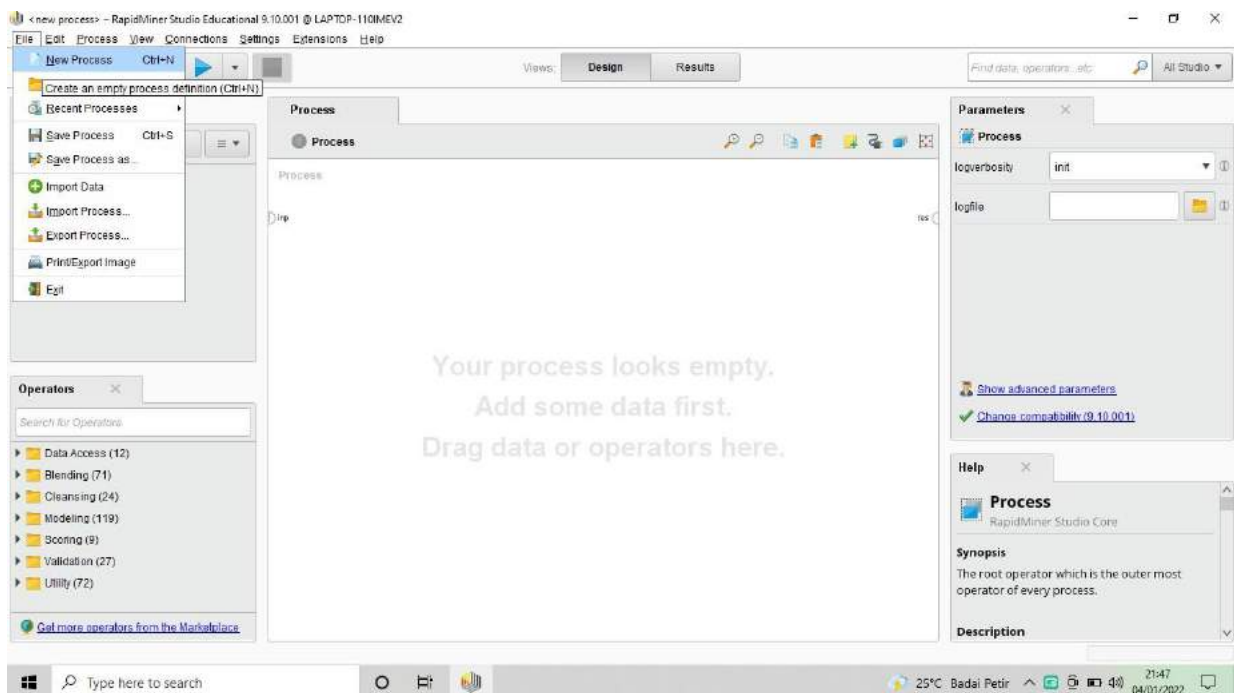 <new process> – RapidMiner Studio Educational 9.10.001 @ LAPTOP-110IMEV2
File Edit Process View Connections Settings Extensions Help
New Process Ctrl+N
Create an empty process definition (Ctrl+N)
Recent Processes
Save Process Ctrl+S
Save Process as...
Import Data
Import Process...
Export Process...
Print/Export Image
Exit
Views: Design Results
Find data, operators...etc
All Studio
Process
Process
Process
inp
res
Your process looks empty.
Add some data first.
Drag data or operators here.
Operators
Search for Operators
Data Access (12)
Blending (71)
Cleansing (24)
Modeling (119)
Scoring (9)
Validation (27)
Utility (72)
Get more operators from the Marketplace
Parameters
Process
logverbosity init
logfile
Show advanced parameters
Change compatibility (9.10.001)
Help
Process
RapidMiner Studio Core
Synopsis
The root operator which is the outer most
operator of every process.
Description
Type here to search
25°C Badai Petir
21:47
04/01/2022